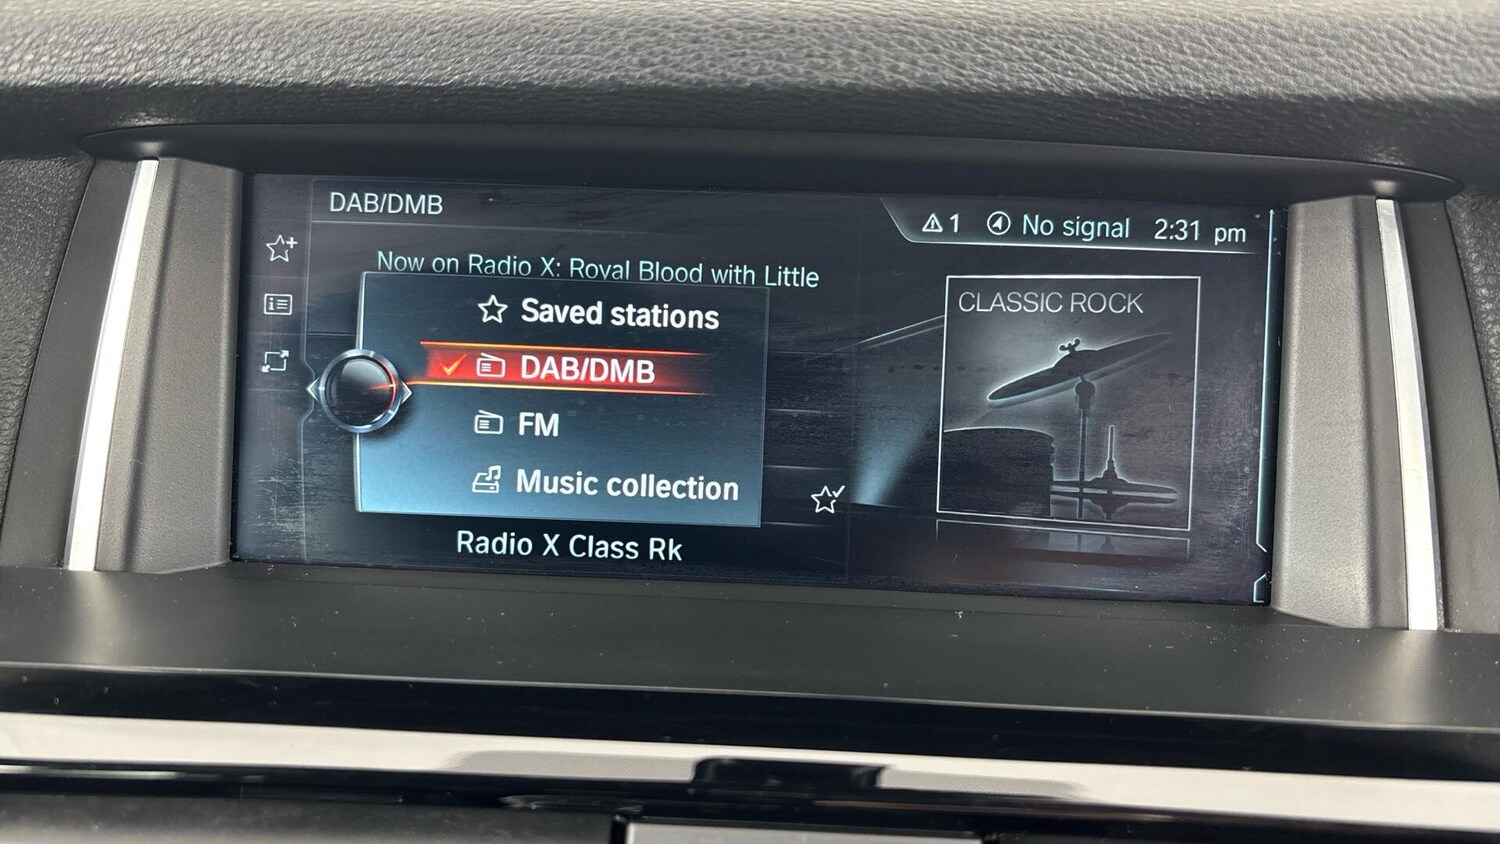 DAB/DMB
1 No signal 2:31 pm
Now on Radio X: Royal Blood with Little
CLASSIC ROCK
Saved stations
DAB/DMB
FM
Music collection
Radio X Class Rk